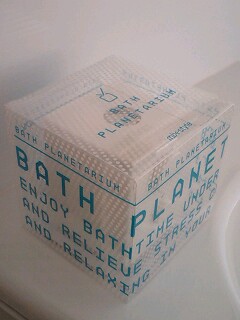 BATH
PLANETARIUM
BATH PLANETARIUM
BATH PLANETARIUM
BATH PLANET
ENJOY BATHTIME UNDER
AND RELIEVE STRESS
AND RELAXING IN YOUR